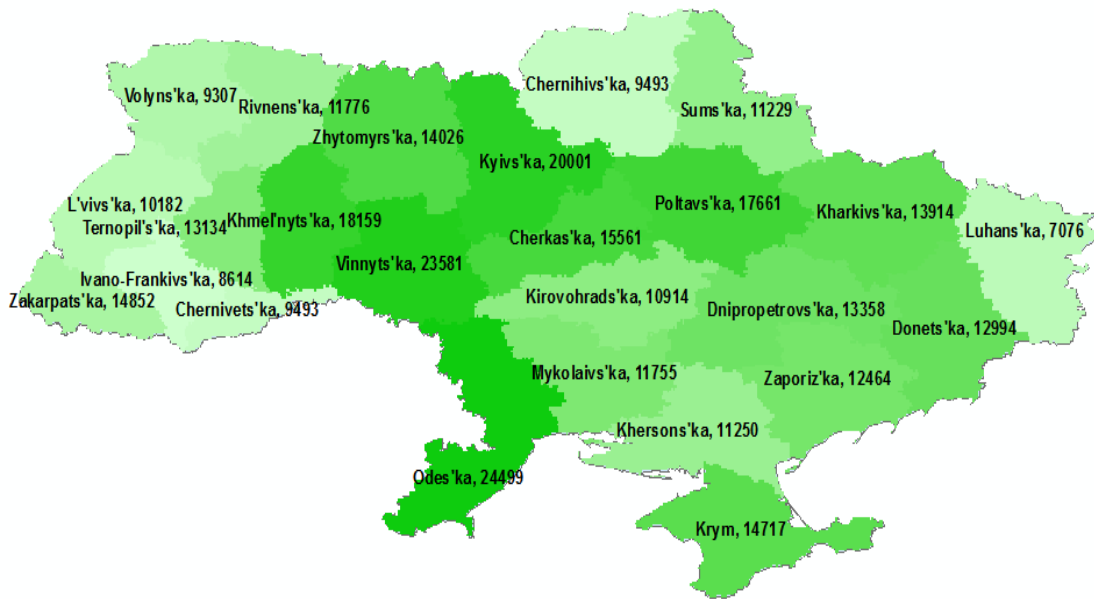 Chernihivs'ka, 9493
Volyns'ka, 9307
Rivnens'ka, 11776
Sums'ka, 11229
Zhytomyrs'ka, 14026
Kyivs'ka, 20001
L'vivs'ka, 10182
Poltavs'ka, 17661
Kharkivs'ka, 13914
Ternopil's'ka, 13134
Khmel'nyts'ka, 18159
Luhans'ka, 7076
Cherkas'ka, 15561
Vinnyts'ka, 23581
Ivano-Frankivs'ka, 8614
Zakarpats'ka, 14852
Chernivets'ka, 9493
Kirovohrads'ka, 10914
Dnipropetrovs'ka, 13358
Donets'ka, 12994
Mykolaivs'ka, 11755
Zaporiz'ka, 12464
Khersons'ka, 11250
Odes'ka, 24499
Krym, 14717